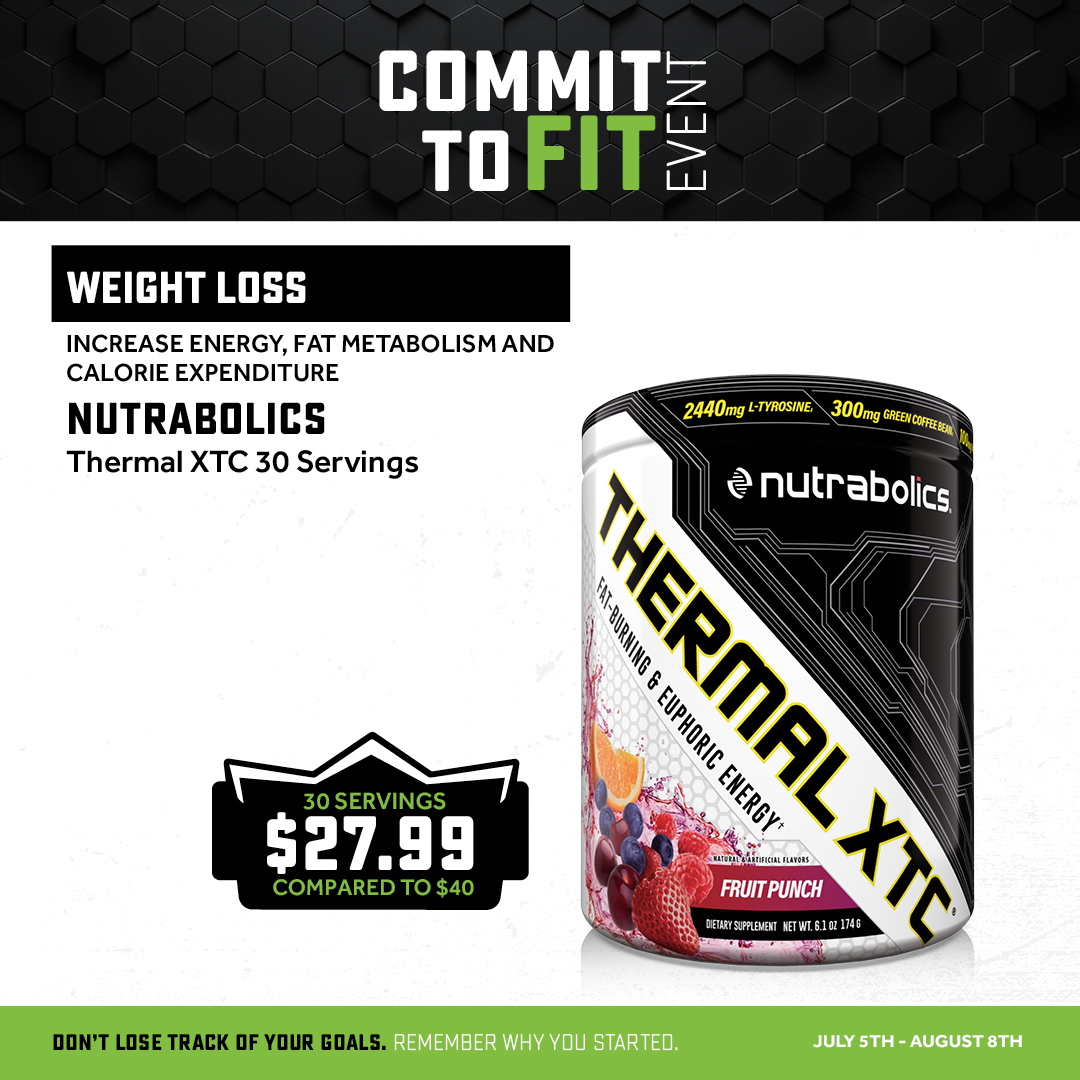 COMMIT
TO FIT
EVENT
WEIGHT LOSS
INCREASE ENERGY, FAT METABOLISM AND
CALORIE EXPENDITURE
NUTRABOLICS
Thermal XTC 30 Servings
2440mg L-TYROSINE, 300mg GREEN COFFEE BEAN,
nutrabolics.
THERMAL XTC®
FAT-BURNING & EUPHORIC ENERGY†
NATURAL & ARTIFICIAL FLAVORS
FRUIT PUNCH
DIETARY SUPPLEMENT NET WT. 6.1 oz 174 G
30 SERVINGS
$27.99
COMPARED TO $40
DON'T LOSE TRACK OF YOUR GOALS. REMEMBER WHY YOU STARTED.
JULY 5TH - AUGUST 8TH